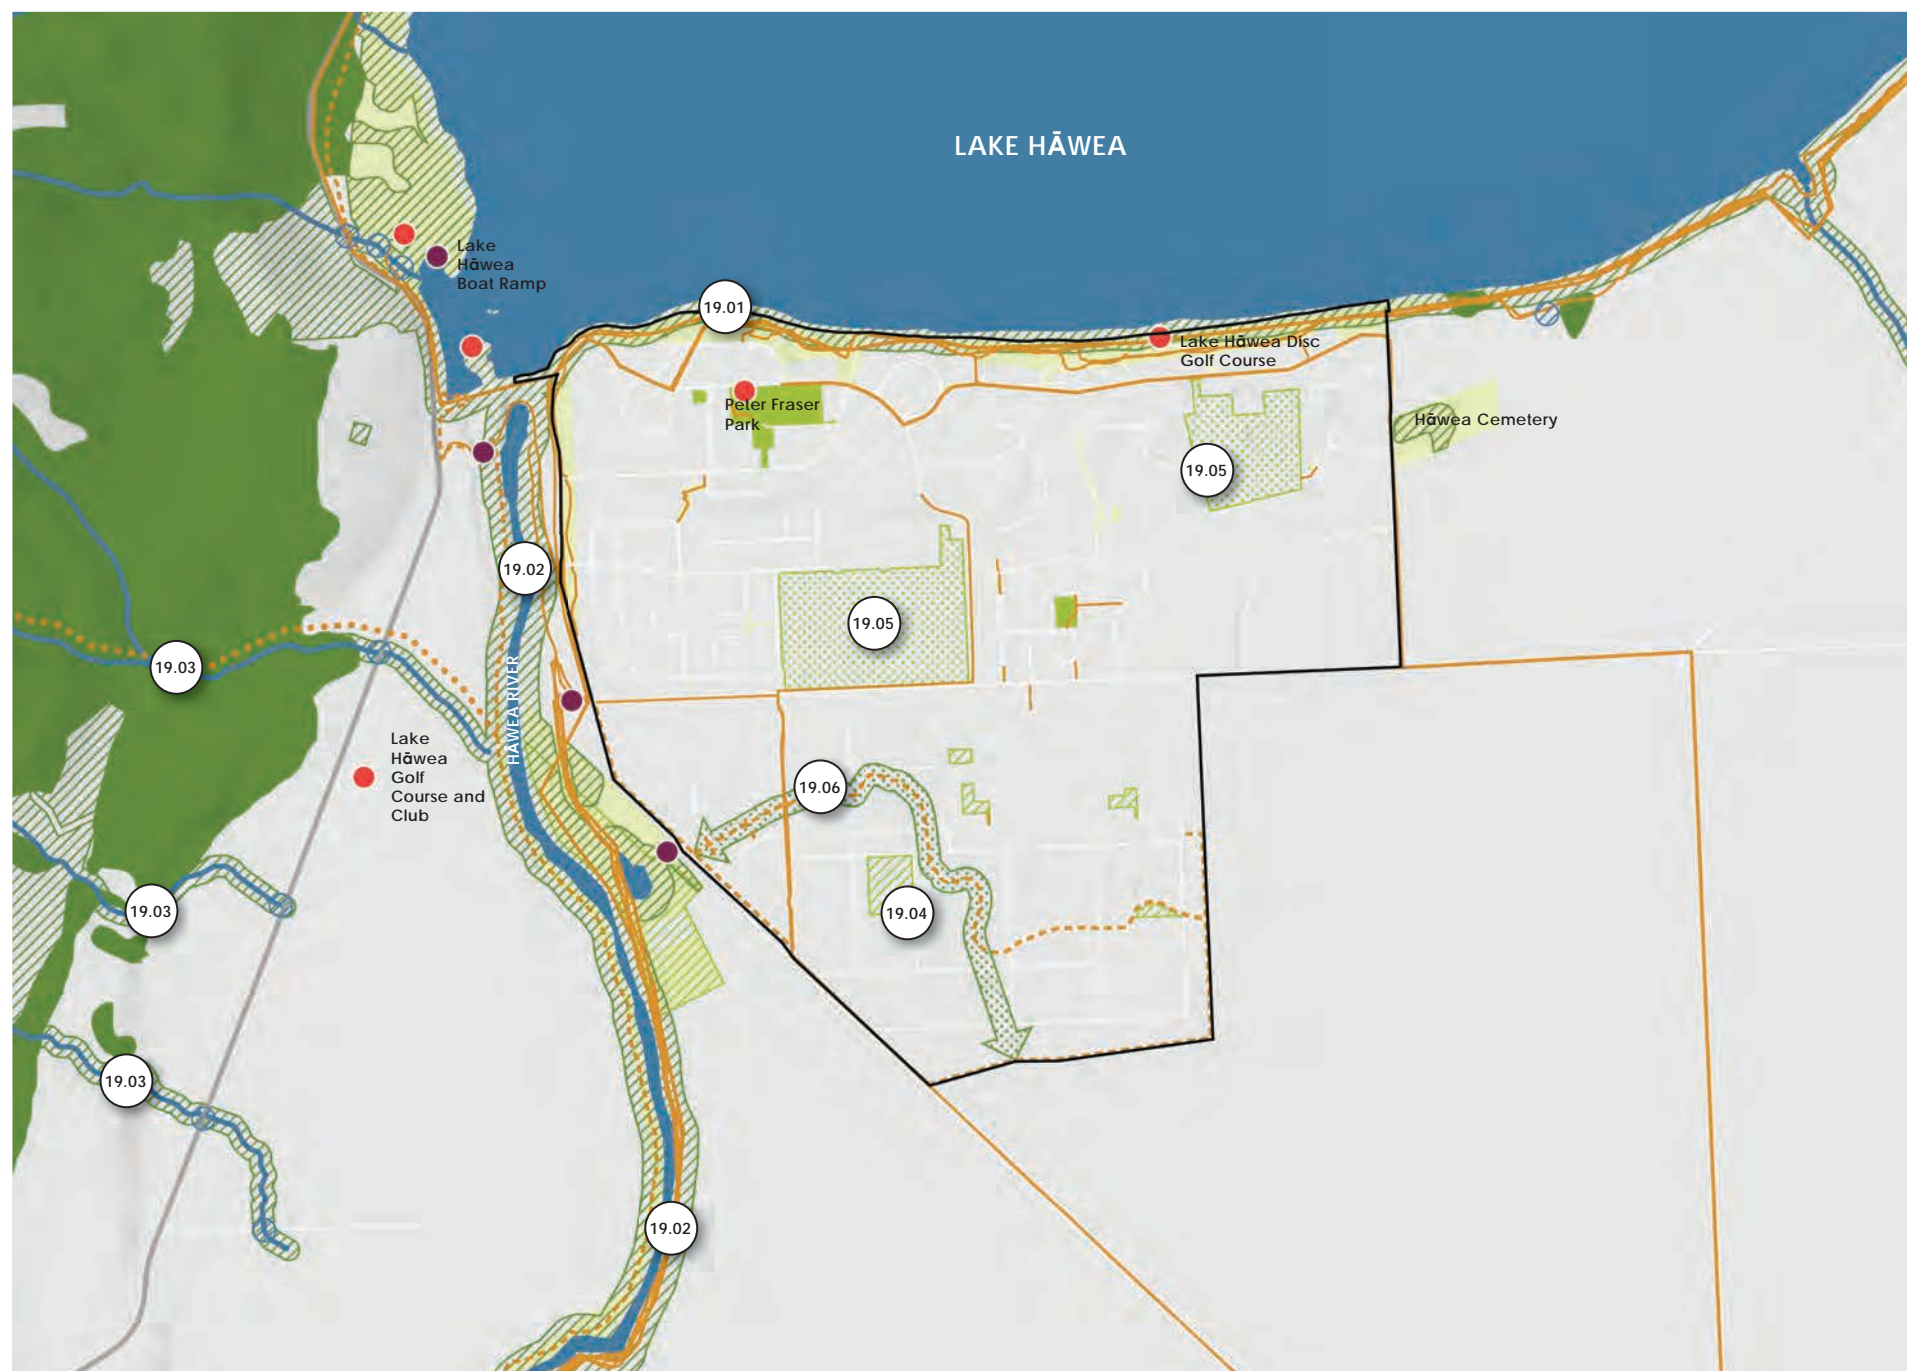 LAKE HĀWEA
Lake
Hāwea
Boat Ramp
19.01
Lake Hāwea Disc
Golf Course
Peter Fraser
Park
Hāwea Cemetery
19.05
19.02
19.05
19.03
HĀWEA RIVER
Lake
Hāwea
Golf
Course and
Club
19.06
19.03
19.04
19.03
19.02